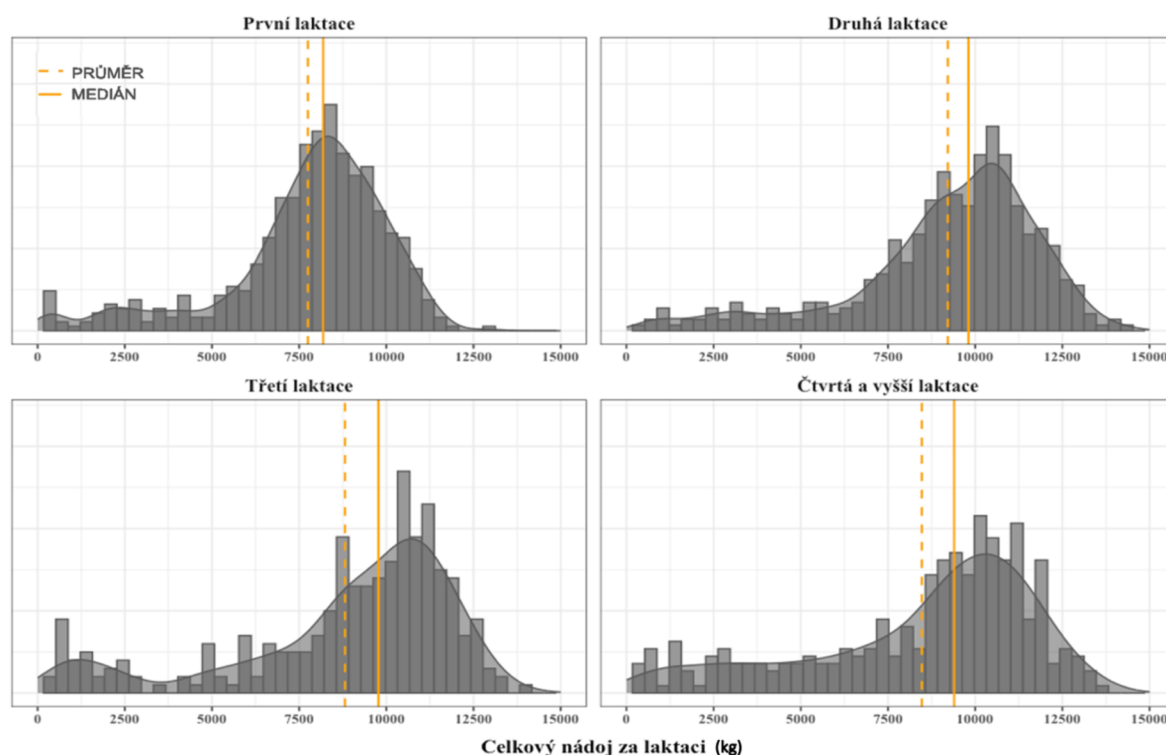 První laktace
Druhá laktace
PRŮMĚR
MEDIÁN
0 2500 5000 7500 10000 12500 15000
0 2500 5000 7500 10000 12500 15000
Třetí laktace
Čtvrtá a vyšší laktace
0 2500 5000 7500 10000 12500 15000
0 2500 5000 7500 10000 12500 15000
Celkový nádoj za laktaci (kg)